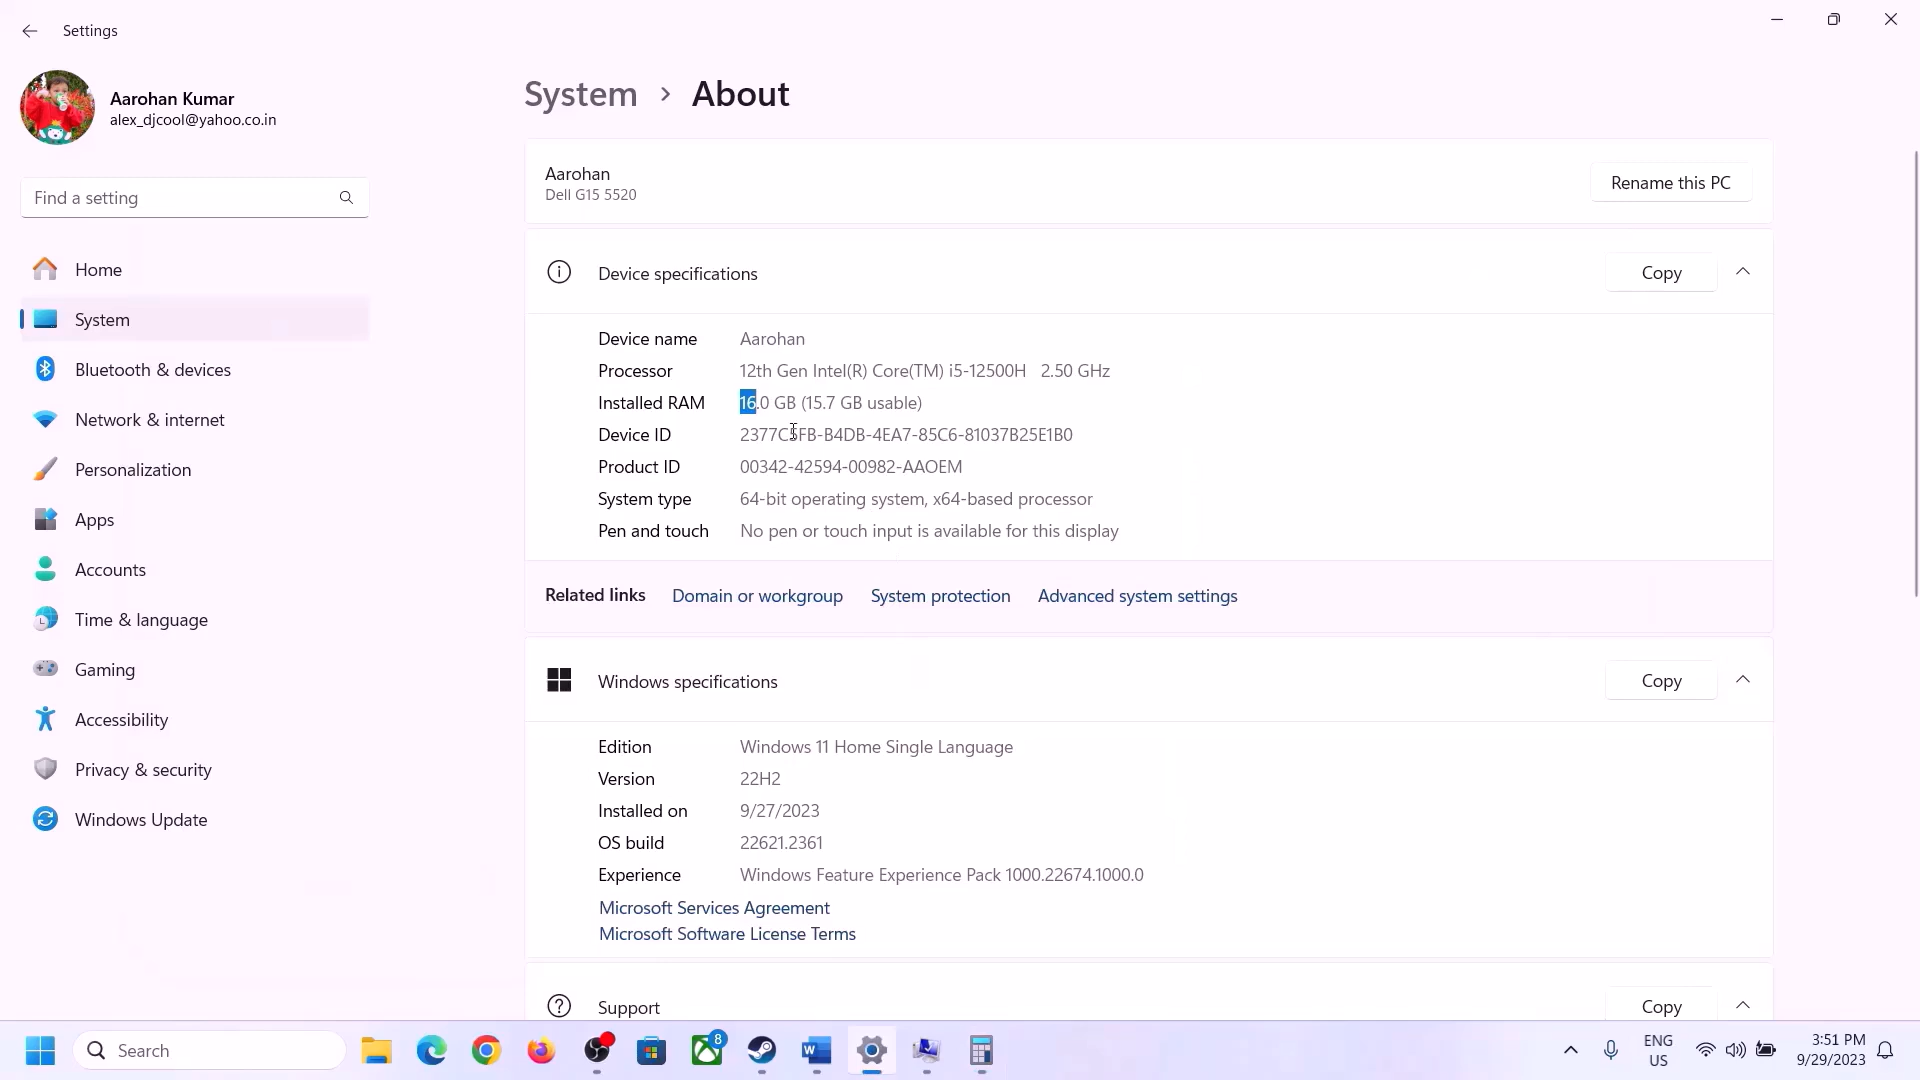 Settings
Aarohan Kumar
alex_djcool@yahoo.co.in
Find a setting
Home
System
Bluetooth & devices
Network & internet
Personalization
Apps
Accounts
Time & language
Gaming
Accessibility
Privacy & security
Windows Update
System > About
Aarohan
Dell G15 5520
Rename this PC
Device specifications
Copy
Device name Aarohan
Processor 12th Gen Intel(R) Core(TM) i5-12500H 2.50 GHz
Installed RAM 16.0 GB (15.7 GB usable)
Device ID 2377C5FB-B4DB-4EA7-85C6-81037B25E1B0
Product ID 00342-42594-00982-AAOEM
System type 64-bit operating system, x64-based processor
Pen and touch No pen or touch input is available for this display
Related links Domain or workgroup System protection Advanced system settings
Windows specifications
Copy
Edition Windows 11 Home Single Language
Version 22H2
Installed on 9/27/2023
OS build 22621.2361
Experience Windows Feature Experience Pack 1000.22674.1000.0
Microsoft Services Agreement
Microsoft Software License Terms
Support
Copy
Search
8
ENG
US
3:51 PM
9/29/2023